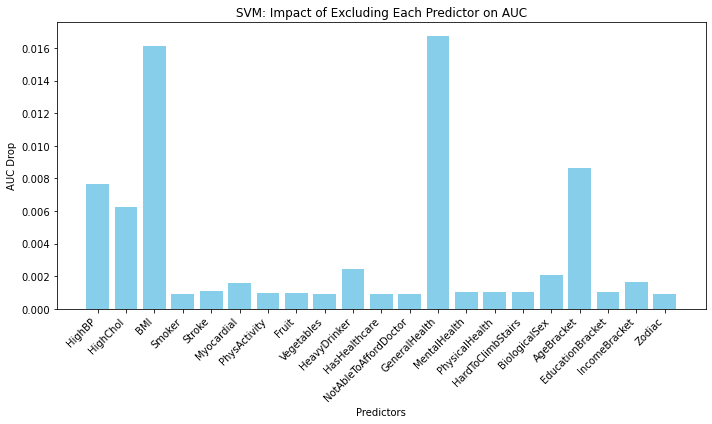 SVM: Impact of Excluding Each Predictor on AUC
AUC Drop
0.016
0.014
0.012
0.010
0.008
0.006
0.004
0.002
0.000
HighBP
HighChol
BMI
Smoker
Stroke
Myocardial
PhysActivity
Fruit
Vegetables
HeavyDrinker
HasHealthcare
NotAbleToAffordDoctor
GeneralHealth
MentalHealth
PhysicalHealth
HardToClimbStairs
BiologicalSex
AgeBracket
EducationBracket
IncomeBracket
Zodiac
Predictors